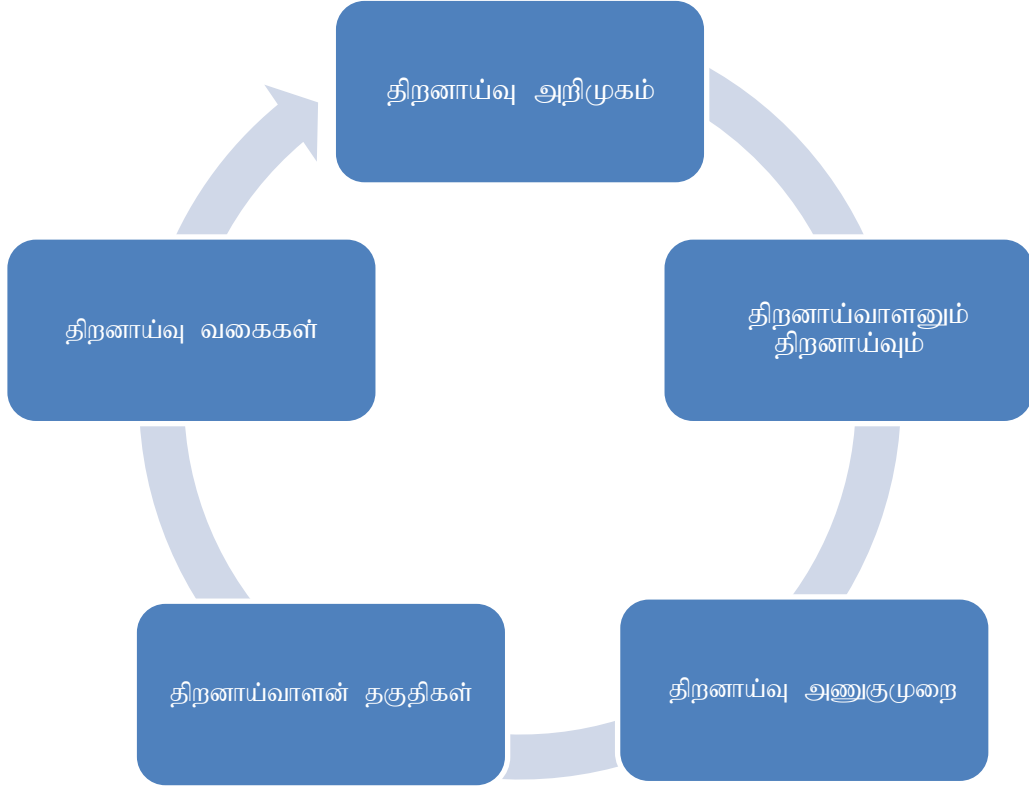 திறனாய்வு அறிமுகம்
திறனாய்வாளனும்
திறனாய்வும்
திறனாய்வு அணுகுமுறை
திறனாய்வாளன் தகுதிகள்
திறனாய்வு வகைகள்